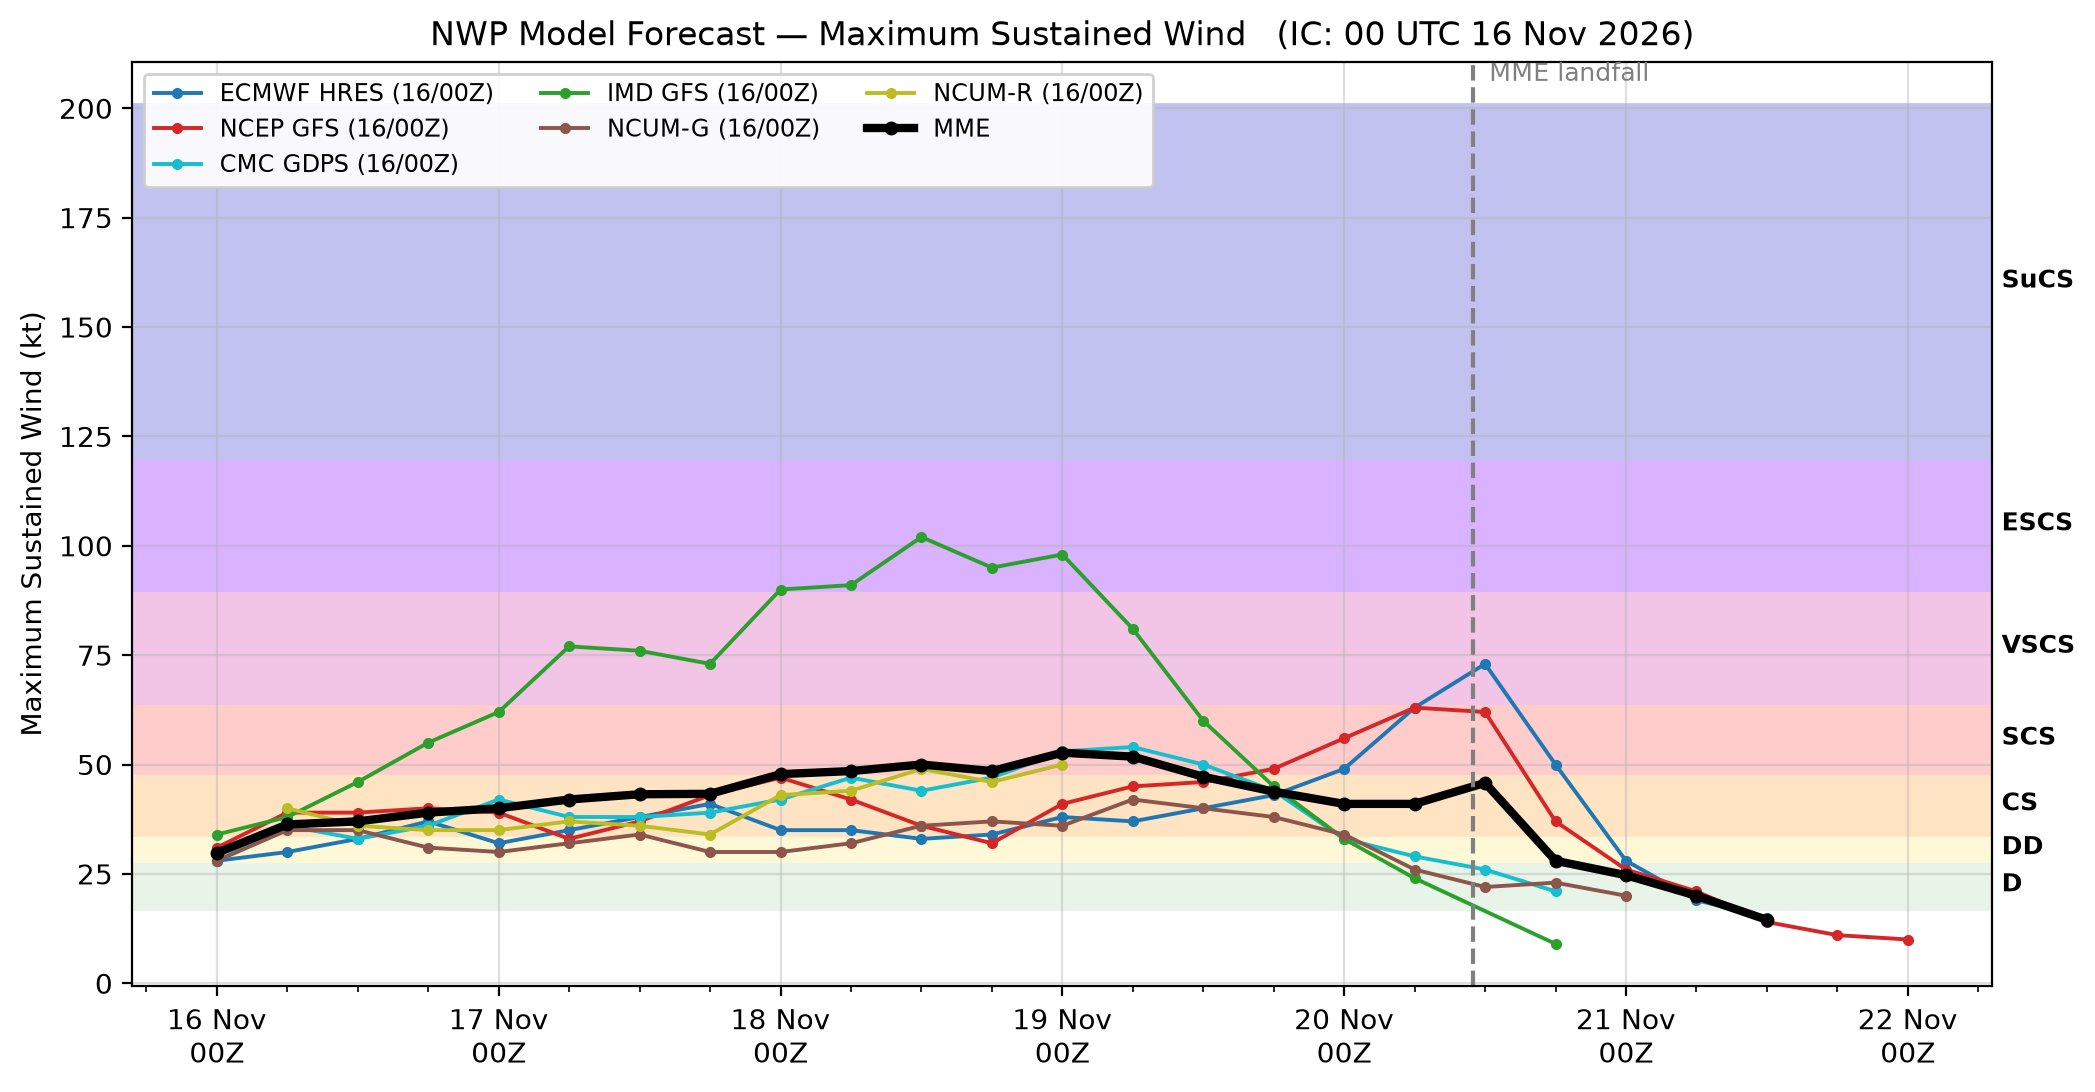 NWP Model Forecast — Maximum Sustained Wind   (IC: 00 UTC 16 Nov 2026)
MME landfall
ECMWF HRES (16/00Z)
NCEP GFS (16/00Z)
CMC GDPS (16/00Z)
IMD GFS (16/00Z)
NCUM-G (16/00Z)
NCUM-R (16/00Z)
MME
Maximum Sustained Wind (kt)
200
175
150
125
100
75
50
25
0
SuCS
ESCS
VSCS
SCS
CS
DD
D
16 Nov
00Z
17 Nov
00Z
18 Nov
00Z
19 Nov
00Z
20 Nov
00Z
21 Nov
00Z
22 Nov
00Z